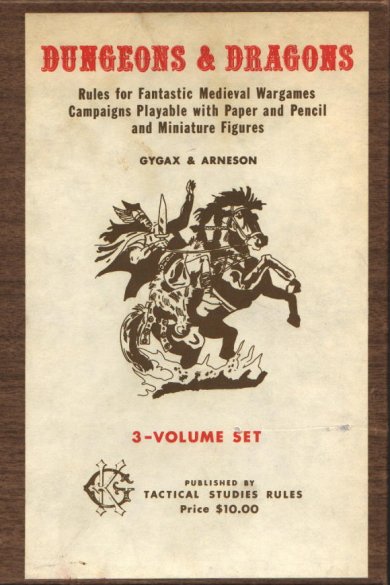 DUNGEONS & DRAGONS
Rules for Fantastic Medieval Wargames
Campaigns Playable with Paper and Pencil
and Miniature Figures
GYGAX & ARNESON
3-VOLUME SET
GK
PUBLISHED BY
TACTICAL STUDIES RULES
Price $10.00